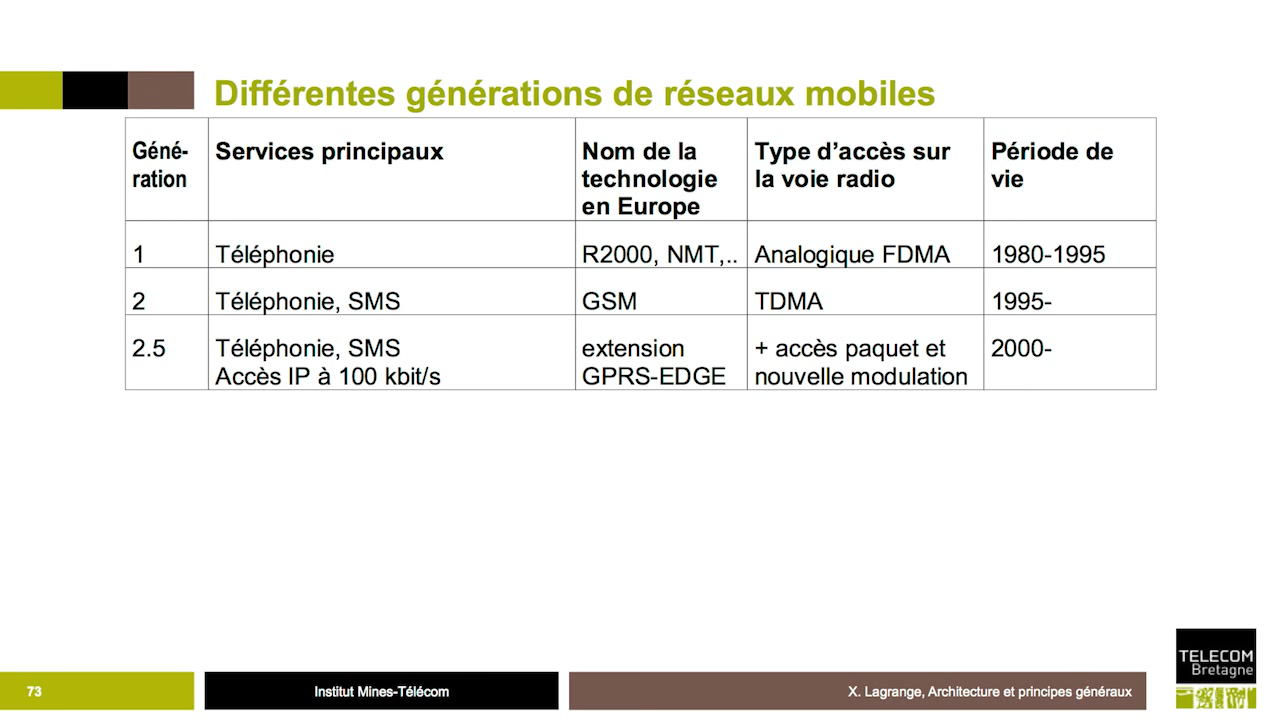 Différentes générations de réseaux mobiles
Géné-
ration
Services principaux
Nom de la
technologie
en Europe
Type d’accès sur
la voie radio
Période de
vie
1
Téléphonie
R2000, NMT,..
Analogique FDMA
1980-1995
2
Téléphonie, SMS
GSM
TDMA
1995-
2.5
Téléphonie, SMS
Accès IP à 100 kbit/s
extension
GPRS-EDGE
+ accès paquet et
nouvelle modulation
2000-
TELECOM
Bretagne
73
Institut Mines-Télécom
X. Lagrange, Architecture et principes généraux